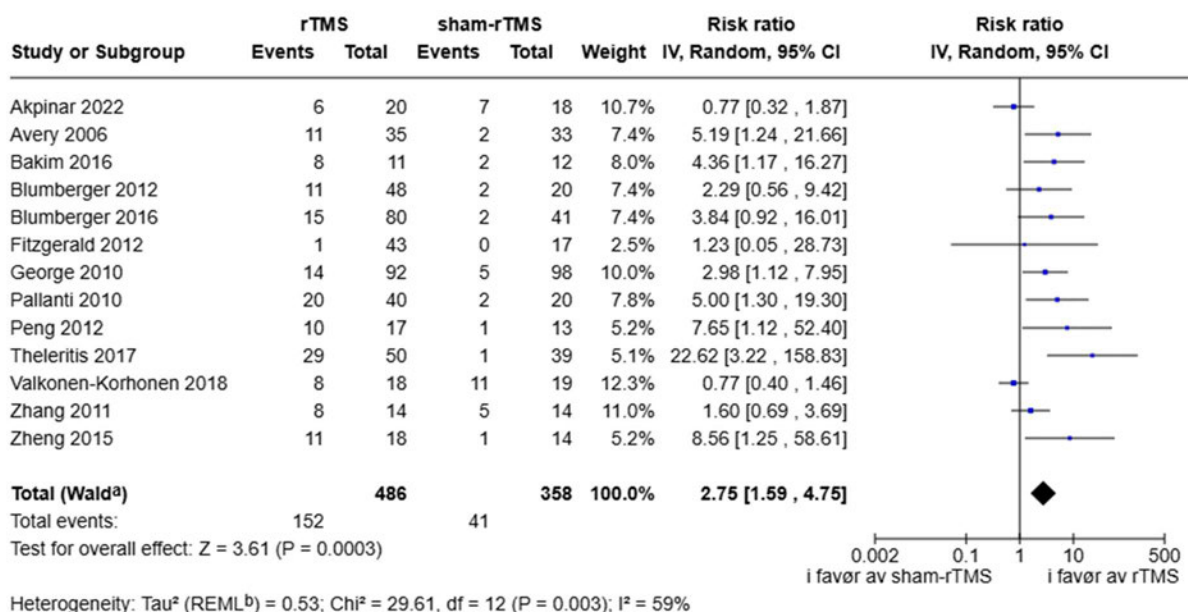 rTMS sham-rTMS Risk ratio Risk ratio
Study or Subgroup Events Total Events Total Weight IV, Random, 95% CI IV, Random, 95% CI
Akpinar 2022 6 20 7 18 10.7% 0.77 [0.32 , 1.87]
Avery 2006 11 35 2 33 7.4% 5.19 [1.24 , 21.66]
Bakim 2016 8 11 2 12 8.0% 4.36 [1.17 , 16.27]
Blumberger 2012 11 48 2 20 7.4% 2.29 [0.56 , 9.42]
Blumberger 2016 15 80 2 41 7.4% 3.84 [0.92 , 16.01]
Fitzgerald 2012 1 43 0 17 2.5% 1.23 [0.05 , 28.73]
George 2010 14 92 5 98 10.0% 2.98 [1.12 , 7.95]
Pallanti 2010 20 40 2 20 7.8% 5.00 [1.30 , 19.30]
Peng 2012 10 17 1 13 5.2% 7.65 [1.12 , 52.40]
Theleritis 2017 29 50 1 39 5.1% 22.62 [3.22 , 158.83]
Valkonen-Korhonen 2018 8 18 11 19 12.3% 0.77 [0.40 , 1.46]
Zhang 2011 8 14 5 14 11.0% 1.60 [0.69 , 3.69]
Zheng 2015 11 18 1 14 5.2% 8.56 [1.25 , 58.61]
Total (Waldᵃ) 486 358 100.0% 2.75 [1.59 , 4.75]
Total events: 152 41
Test for overall effect: Z = 3.61 (P = 0.0003)
0.002 0.1 1 10 500
i favør av sham-rTMS i favør av rTMS
Heterogeneity: Tau² (REMLᵇ) = 0.53; Chi² = 29.61, df = 12 (P = 0.003); I² = 59%